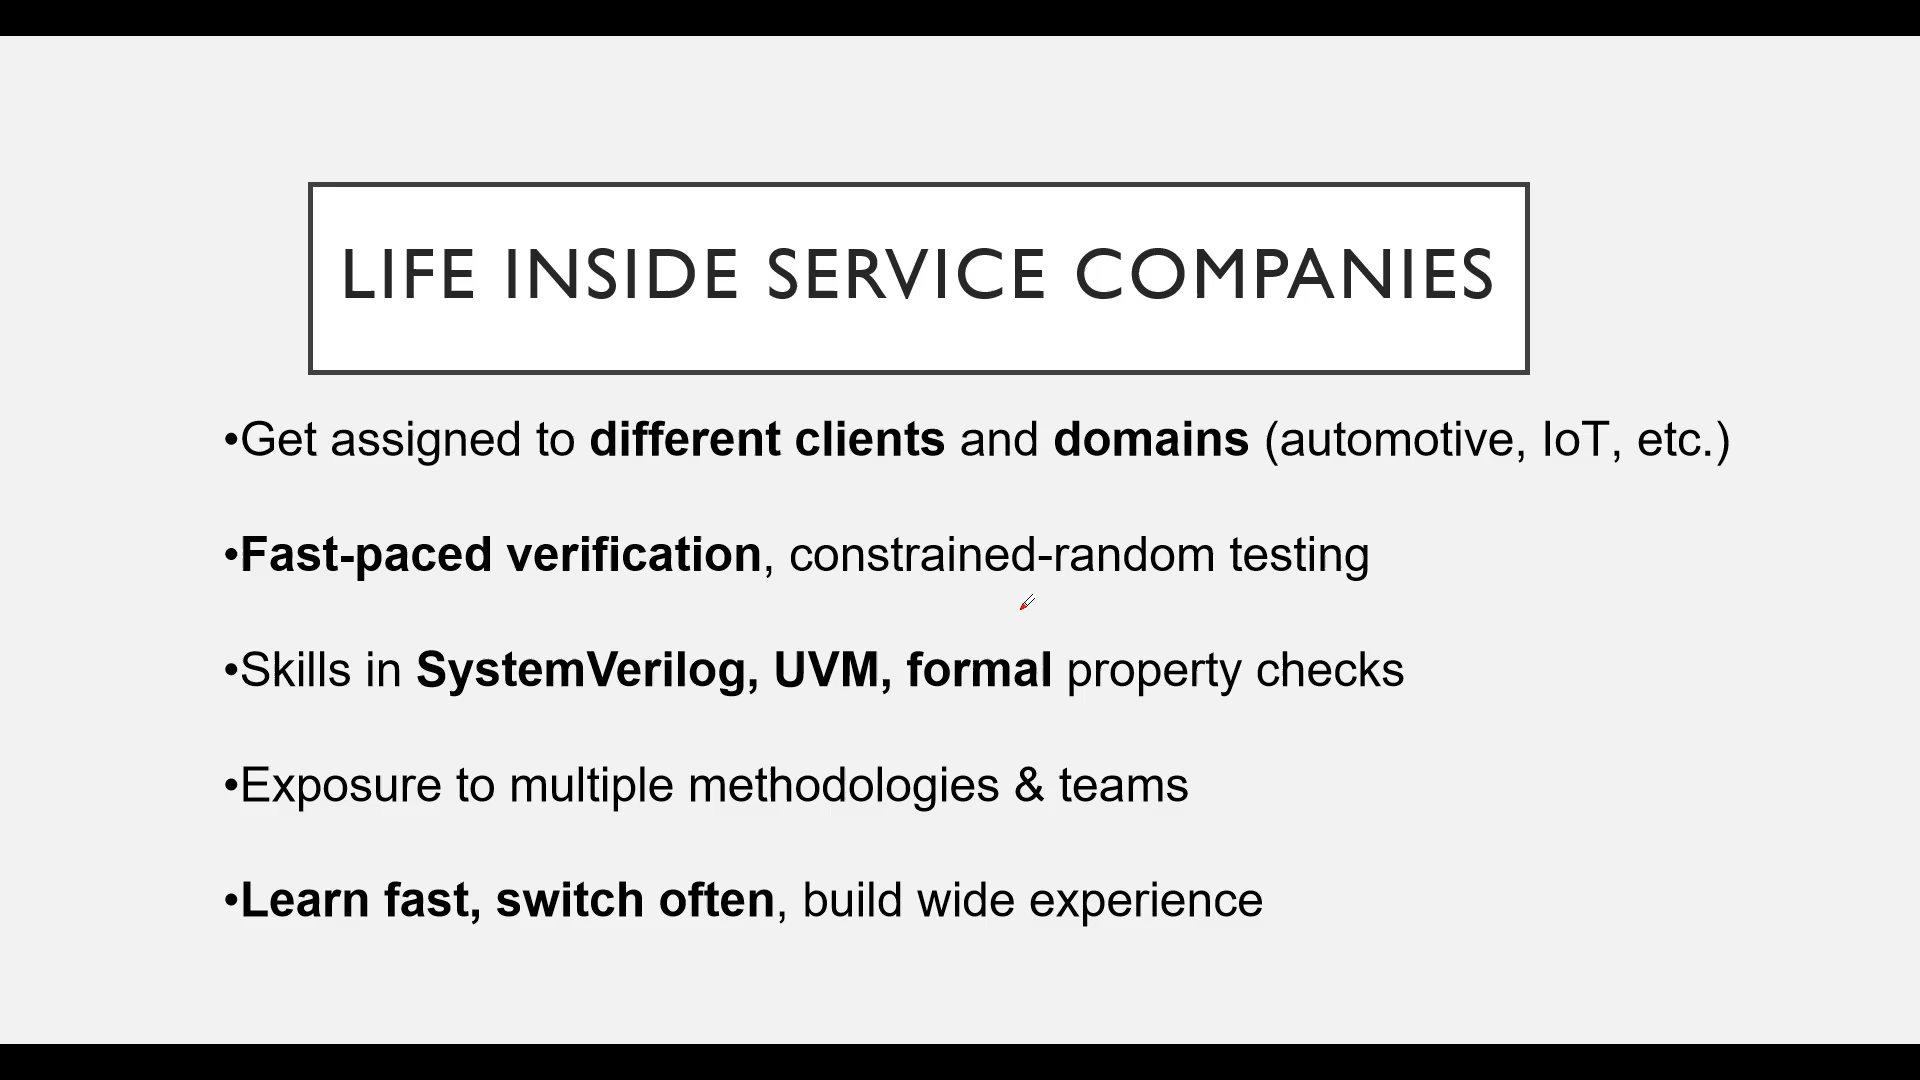 LIFE INSIDE SERVICE COMPANIES
•Get assigned to different clients and domains (automotive, IoT, etc.)
•Fast-paced verification, constrained-random testing
•Skills in SystemVerilog, UVM, formal property checks
•Exposure to multiple methodologies & teams
•Learn fast, switch often, build wide experience